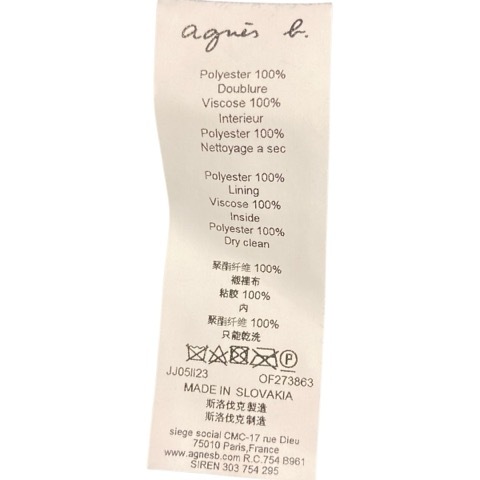 agnès b.
Polyester 100%
Doublure
Viscose 100%
Interieur
Polyester 100%
Nettoyage a sec
Polyester 100%
Lining
Viscose 100%
Inside
Polyester 100%
Dry clean
聚酯纤维 100%
襯裡布
粘胶 100%
内
聚酯纤维 100%
只能乾洗
P
JJ05II23 OF273863
MADE IN SLOVAKIA
斯洛伐克製造
斯洛伐克制造
siege social CMC-17 rue Dieu
75010 Paris,France
www.agnesb.com R.C.754 B961
SIREN 303 754 295